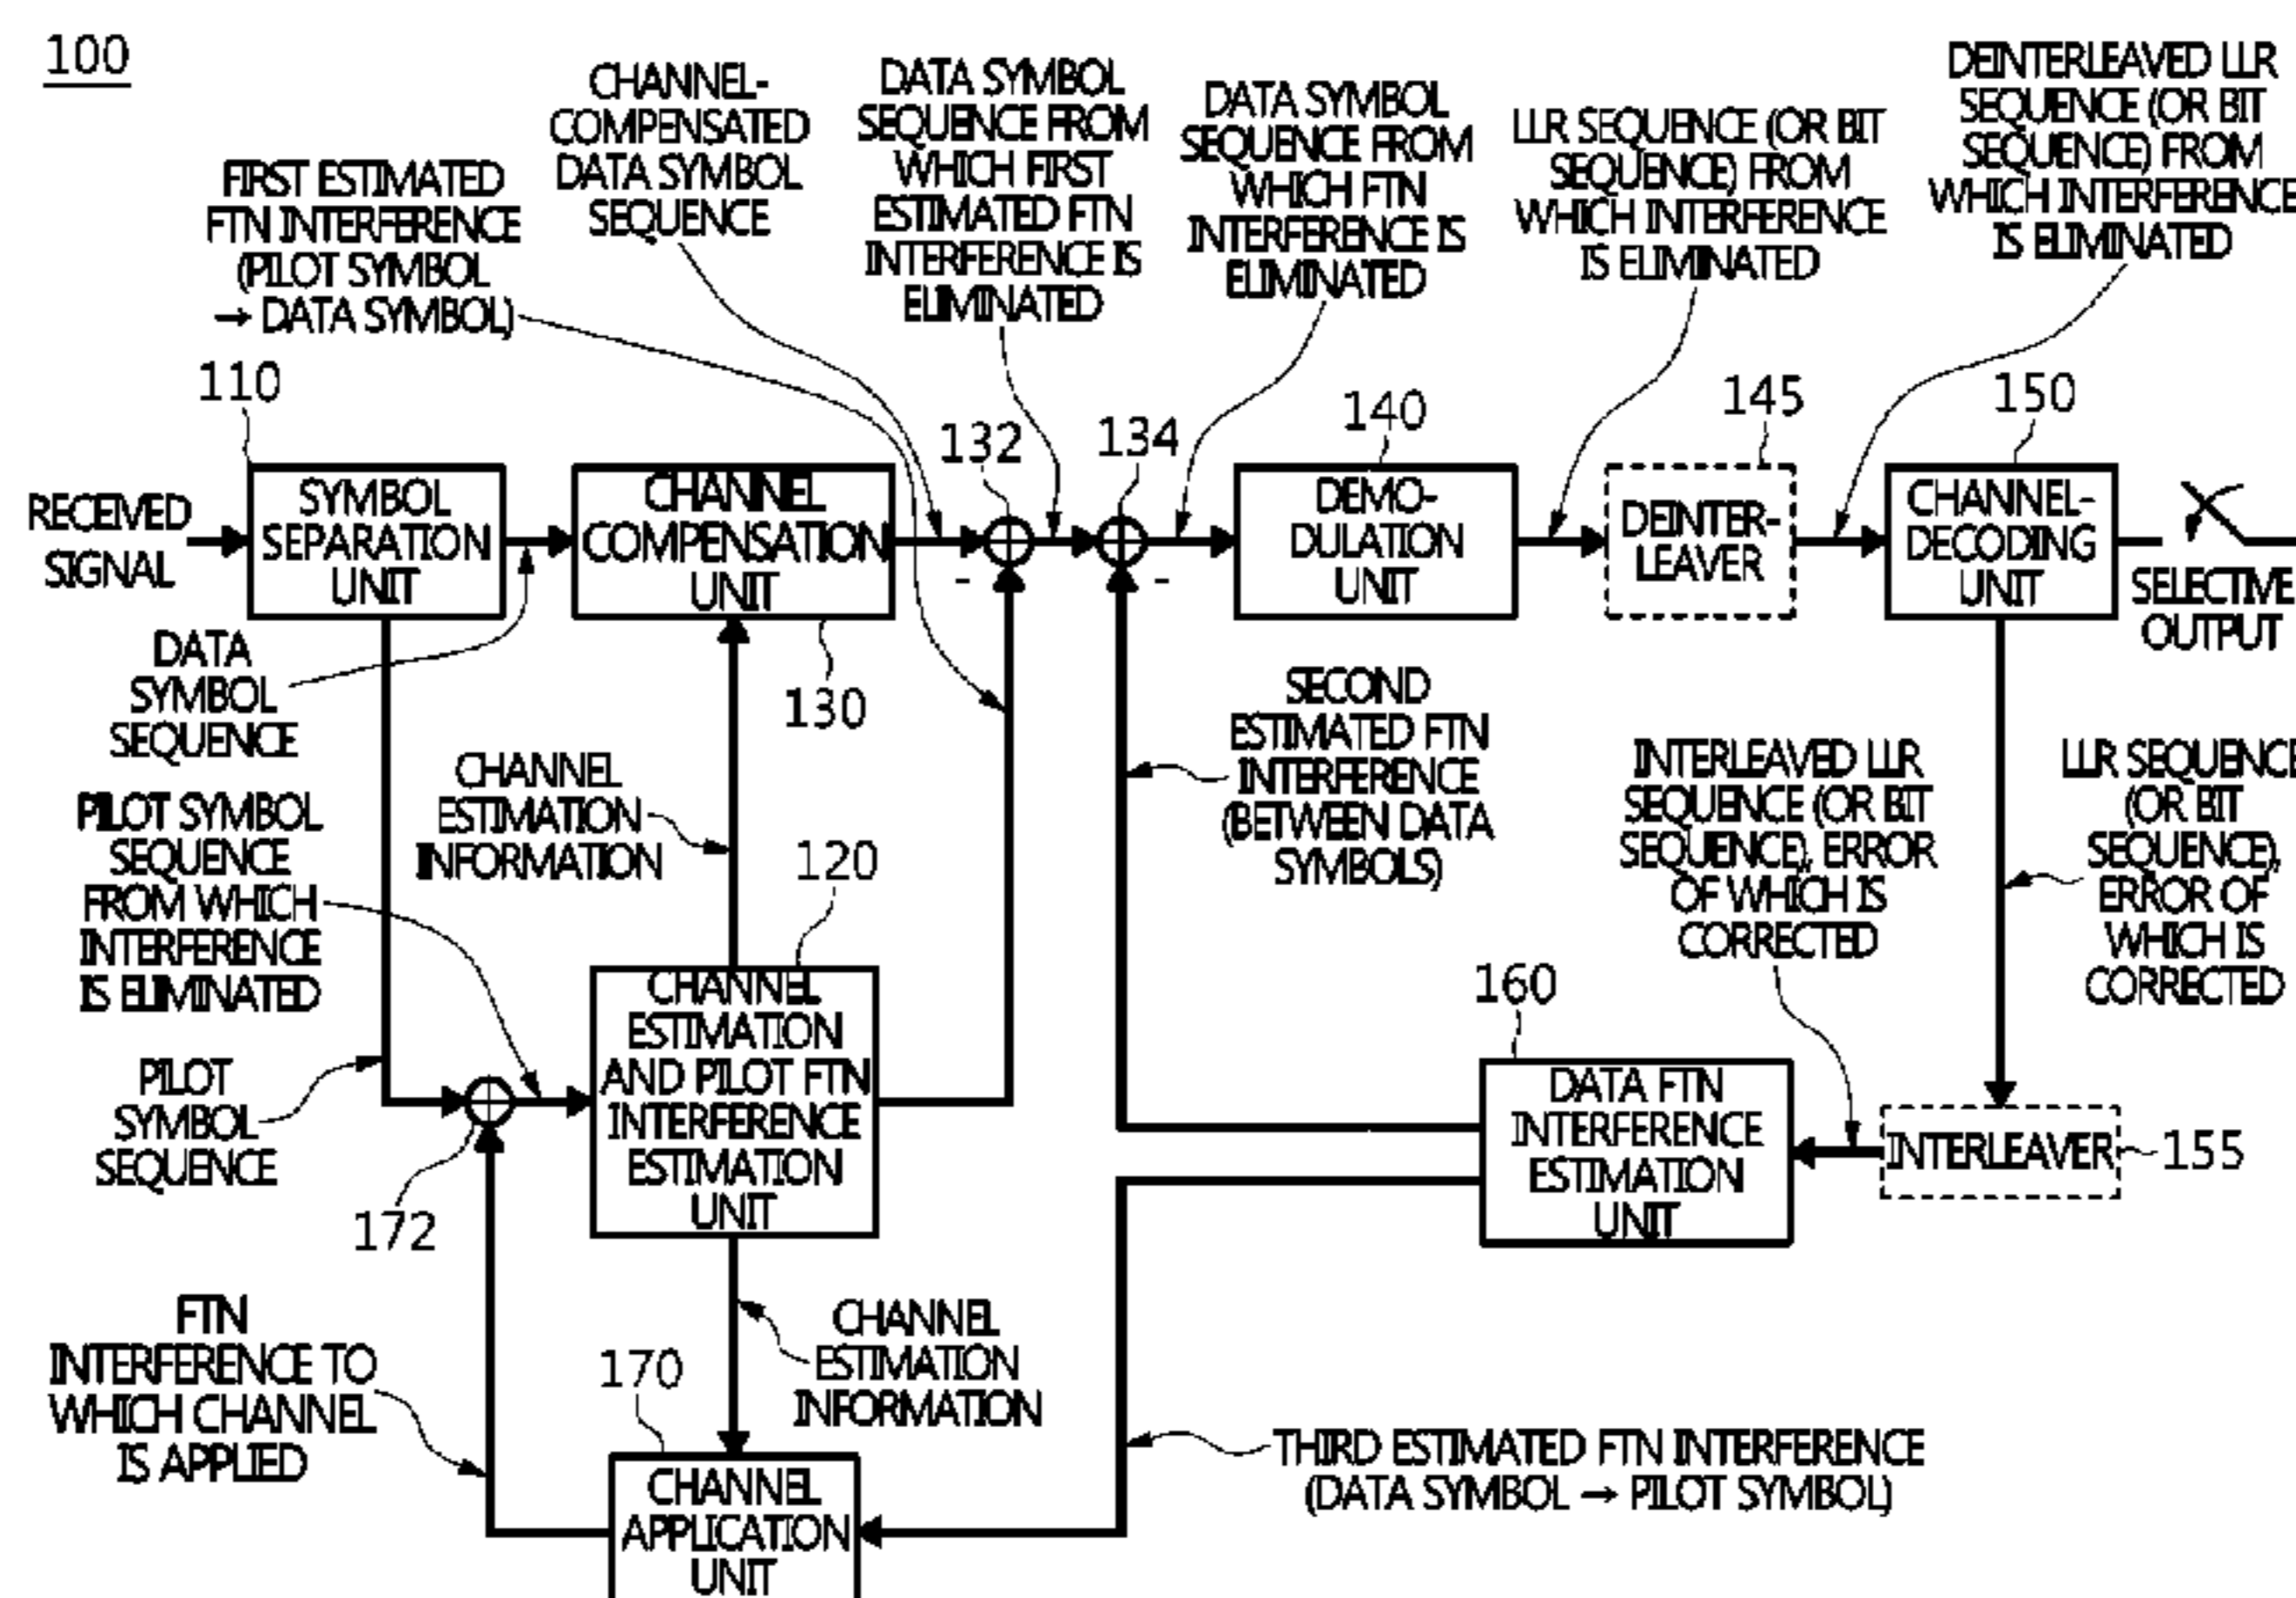 100
CHANNEL-
COMPENSATED
DATA SYMBOL
SEQUENCE
DATA SYMBOL
SEQUENCE FROM
WHICH FIRST
ESTIMATED FTN
INTERFERENCE IS
ELIMINATED
DATA SYMBOL
SEQUENCE FROM
WHICH FTN
INTERFERENCE IS
ELIMINATED
LLR SEQUENCE (OR BIT
SEQUENCE) FROM
WHICH INTERFERENCE
IS ELIMINATED
DEINTERLEAVED LLR
SEQUENCE (OR BIT
SEQUENCE) FROM
WHICH INTERFERENCE
IS ELIMINATED
FIRST ESTIMATED
FTN INTERFERENCE
(PILOT SYMBOL
→ DATA SYMBOL)
110
132
134
140
145
150
RECEIVED
SIGNAL
SYMBOL
SEPARATION
UNIT
CHANNEL
COMPENSATION
UNIT
-
-
DEMO-
DULATION
UNIT
DEINTER-
LEAVER
CHANNEL-
DECODING
UNIT
SELECTIVE
OUTPUT
DATA
SYMBOL
SEQUENCE
130
CHANNEL
ESTIMATION
INFORMATION
SECOND
ESTIMATED FTN
INTERFERENCE
(BETWEEN DATA
SYMBOLS)
INTERLEAVED LLR
SEQUENCE (OR BIT
SEQUENCE), ERROR
OF WHICH IS
CORRECTED
LLR SEQUENCE
(OR BIT
SEQUENCE),
ERROR OF
WHICH IS
CORRECTED
PILOT SYMBOL
SEQUENCE
FROM WHICH
INTERFERENCE
IS ELIMINATED
120
160
CHANNEL
ESTIMATION
AND PILOT FTN
INTERFERENCE
ESTIMATION
UNIT
DATA FTN
INTERFERENCE
ESTIMATION
UNIT
INTERLEAVER
155
PILOT
SYMBOL
SEQUENCE
172
FTN
INTERFERENCE TO
WHICH CHANNEL
IS APPLIED
170
CHANNEL
ESTIMATION
INFORMATION
CHANNEL
APPLICATION
UNIT
THIRD ESTIMATED FTN INTERFERENCE
(DATA SYMBOL → PILOT SYMBOL)